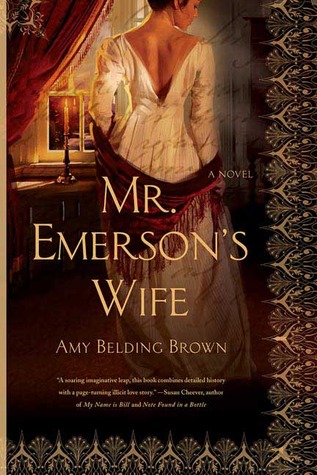 A NOVEL
MR.
EMERSON'S
WIFE
AMY BELDING BROWN
"A soaring imaginative leap, this book combines detailed history
with a page-turning illicit love story." —Susan Cheever, author
of My Name is Bill and Note Found in a Bottle